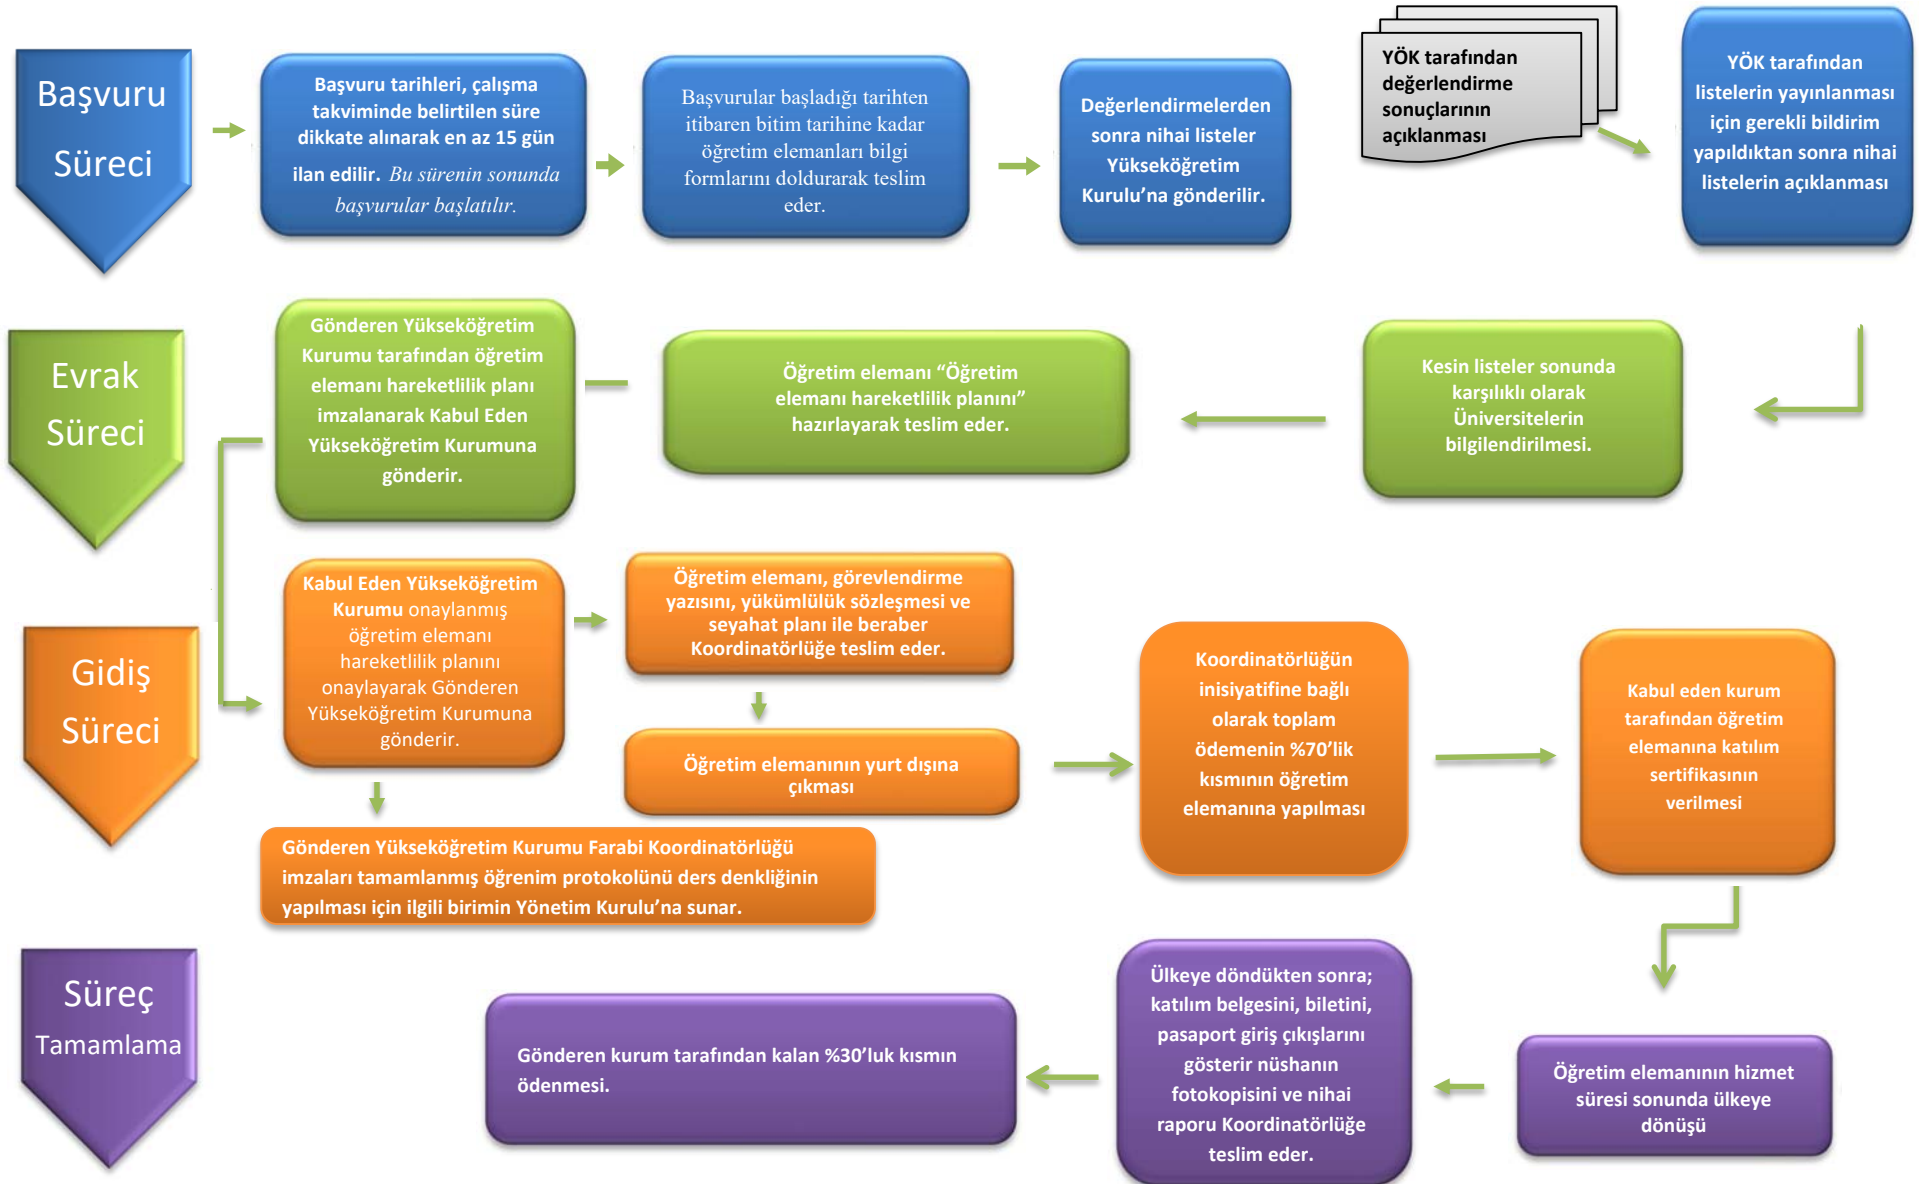 Başvuru
Süreci
Başvuru tarihleri, çalışma
takviminde belirtilen süre
dikkate alınarak en az 15 gün
ilan edilir. Bu sürenin sonunda
başvurular başlatılır.
Başvurular başladığı tarihten
itibaren bitim tarihine kadar
öğretim elemanları bilgi
formlarını doldurarak teslim
eder.
Değerlendirmelerden
sonra nihai listeler
Yükseköğretim
Kurulu’na gönderilir.
YÖK tarafından
değerlendirme
sonuçlarının
açıklanması
YÖK tarafından
listelerin yayınlanması
için gerekli bildirim
yapıldıktan sonra nihai
listelerin açıklanması
Evrak
Süreci
Gönderen Yükseköğretim
Kurumu tarafından öğretim
elemanı hareketlilik planı
imzalanarak Kabul Eden
Yükseköğretim Kurumuna
gönderir.
Öğretim elemanı “Öğretim
elemanı hareketlilik planını”
hazırlayarak teslim eder.
Kesin listeler sonunda
karşılıklı olarak
Üniversitelerin
bilgilendirilmesi.
Gidiş
Süreci
Kabul Eden Yükseköğretim
Kurumu onaylanmış
öğretim elemanı
hareketlilik planını
onaylayarak Gönderen
Yükseköğretim Kurumuna
gönderir.
Öğretim elemanı, görevlendirme
yazısını, yükümlülük sözleşmesi ve
seyahat planı ile beraber
Koordinatörlüğe teslim eder.
Öğretim elemanının yurt dışına
çıkması
Koordinatörlüğün
inisiyatifine bağlı
olarak toplam
ödemenin %70’lik
kısmının öğretim
elemanına yapılması
Kabul eden kurum
tarafından öğretim
elemanına katılım
sertifikasının
verilmesi
Gönderen Yükseköğretim Kurumu Farabi Koordinatörlüğü
imzaları tamamlanmış öğrenim protokolünü ders denkliğinin
yapılması için ilgili birimin Yönetim Kurulu’na sunar.
Süreç
Tamamlama
Gönderen kurum tarafından kalan %30’luk kısmın
ödenmesi.
Ülkeye döndükten sonra;
katılım belgesini, biletini,
pasaport giriş çıkışlarını
gösterir nüshanın
fotokopisini ve nihai
raporu Koordinatörlüğe
teslim eder.
Öğretim elemanının hizmet
süresi sonunda ülkeye
dönüşü